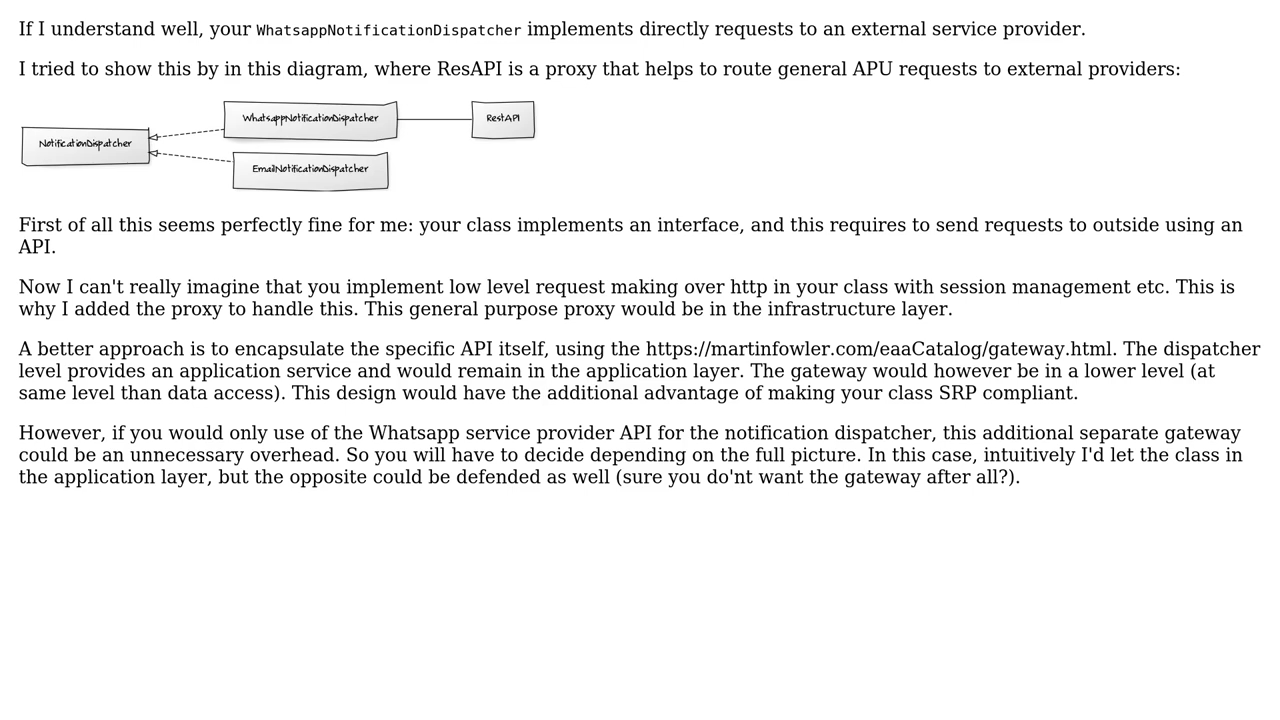 If I understand well, your WhatsappNotificationDispatcher implements directly requests to an external service provider.
I tried to show this by in this diagram, where ResAPI is a proxy that helps to route general APU requests to external providers:
WhatsappNotificationDispatcher
RestAPI
NotificationDispatcher
EmailNotificationDispatcher
First of all this seems perfectly fine for me: your class implements an interface, and this requires to send requests to outside using an
API.
Now I can't really imagine that you implement low level request making over http in your class with session management etc. This is
why I added the proxy to handle this. This general purpose proxy would be in the infrastructure layer.
A better approach is to encapsulate the specific API itself, using the https://martinfowler.com/eaaCatalog/gateway.html. The dispatcher
level provides an application service and would remain in the application layer. The gateway would however be in a lower level (at
same level than data access). This design would have the additional advantage of making your class SRP compliant.
However, if you would only use of the Whatsapp service provider API for the notification dispatcher, this additional separate gateway
could be an unnecessary overhead. So you will have to decide depending on the full picture. In this case, intuitively I'd let the class in
the application layer, but the opposite could be defended as well (sure you do'nt want the gateway after all?).